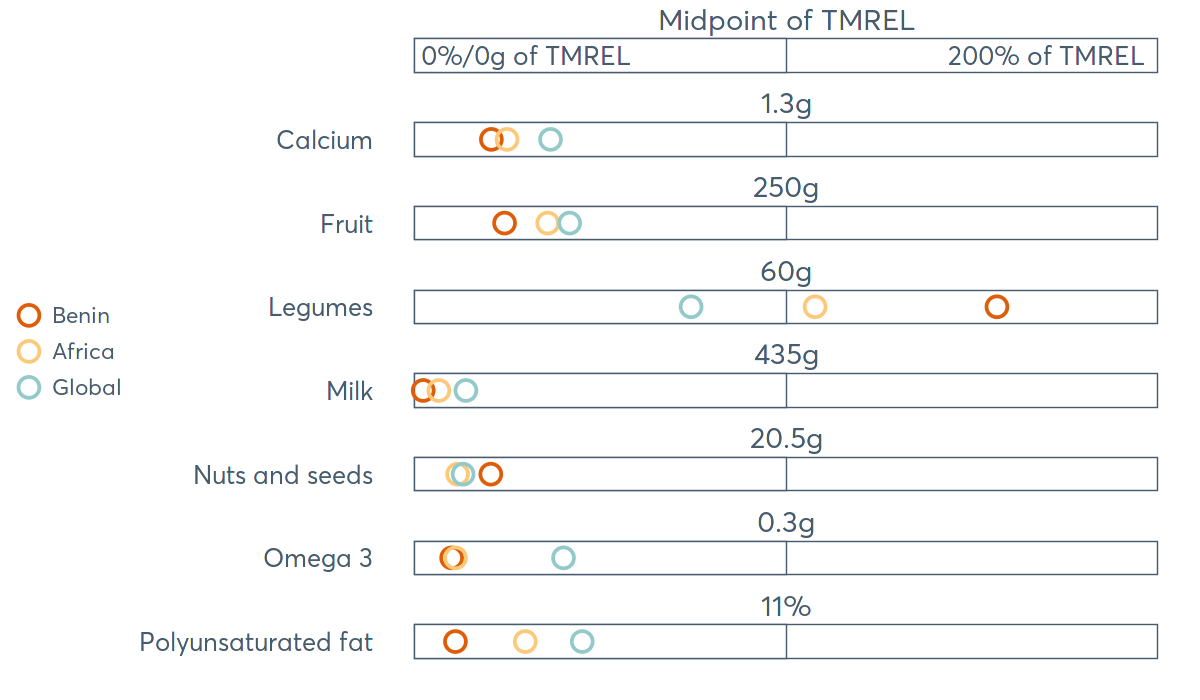 Midpoint of TMREL
0%/0g of TMREL
200% of TMREL
1.3g
Calcium
250g
Fruit
60g
Legumes
Benin
Africa
Global
435g
Milk
20.5g
Nuts and seeds
0.3g
Omega 3
11%
Polyunsaturated fat